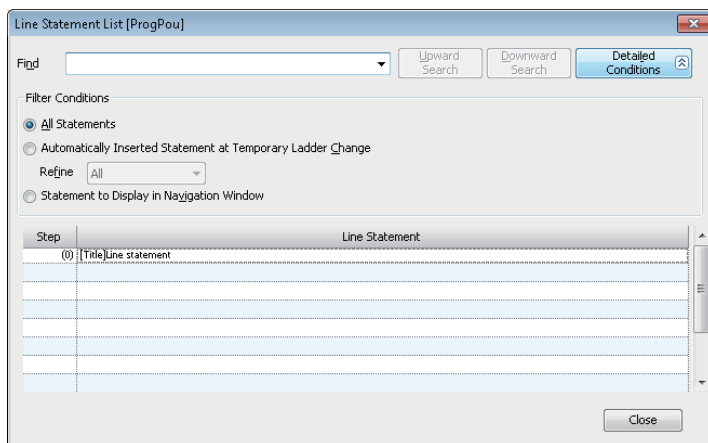 Line Statement List [ProgPou]
Find
Upward Search
Downward Search
Detailed Conditions
Filter Conditions
All Statements
Automatically Inserted Statement at Temporary Ladder Change
Refine All
Statement to Display in Navigation Window
Step Line Statement
(0) [Title]Line statement
Close